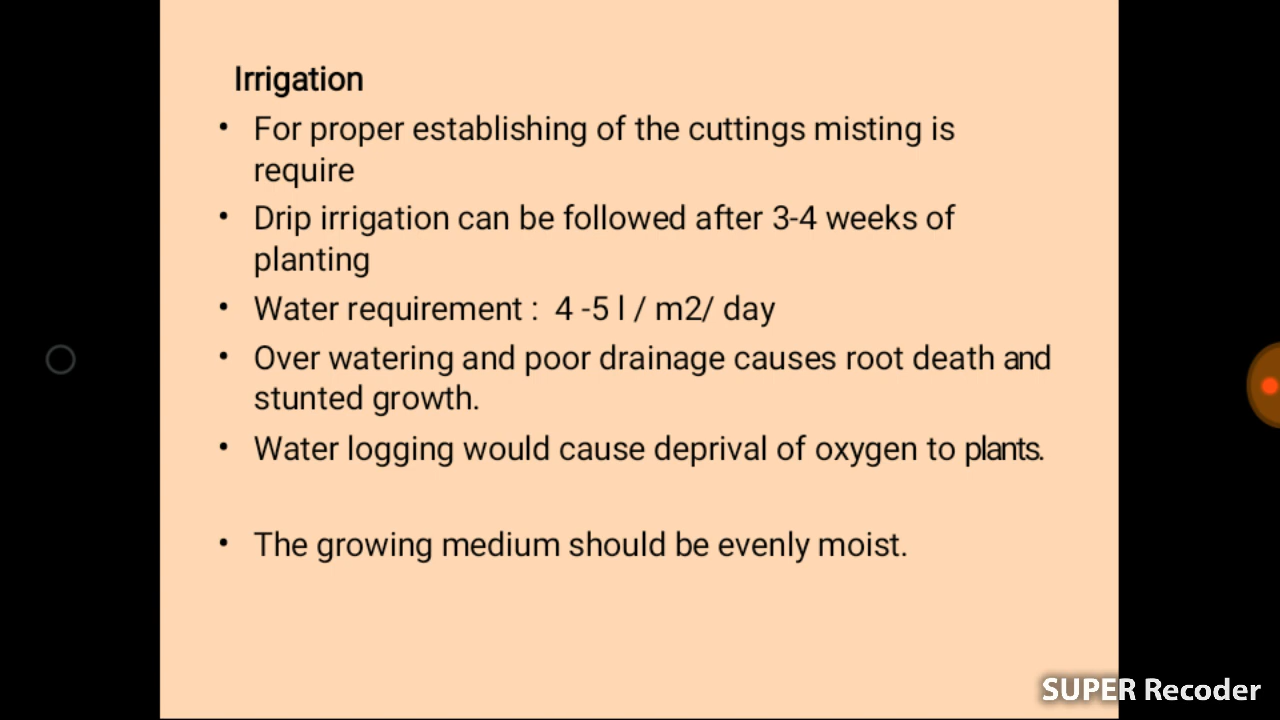 Irrigation
• For proper establishing of the cuttings misting is
require
• Drip irrigation can be followed after 3-4 weeks of
planting
• Water requirement :  4 -5 l / m2/ day
• Over watering and poor drainage causes root death and
stunted growth.
• Water logging would cause deprival of oxygen to plants.
• The growing medium should be evenly moist.
SUPER Recoder